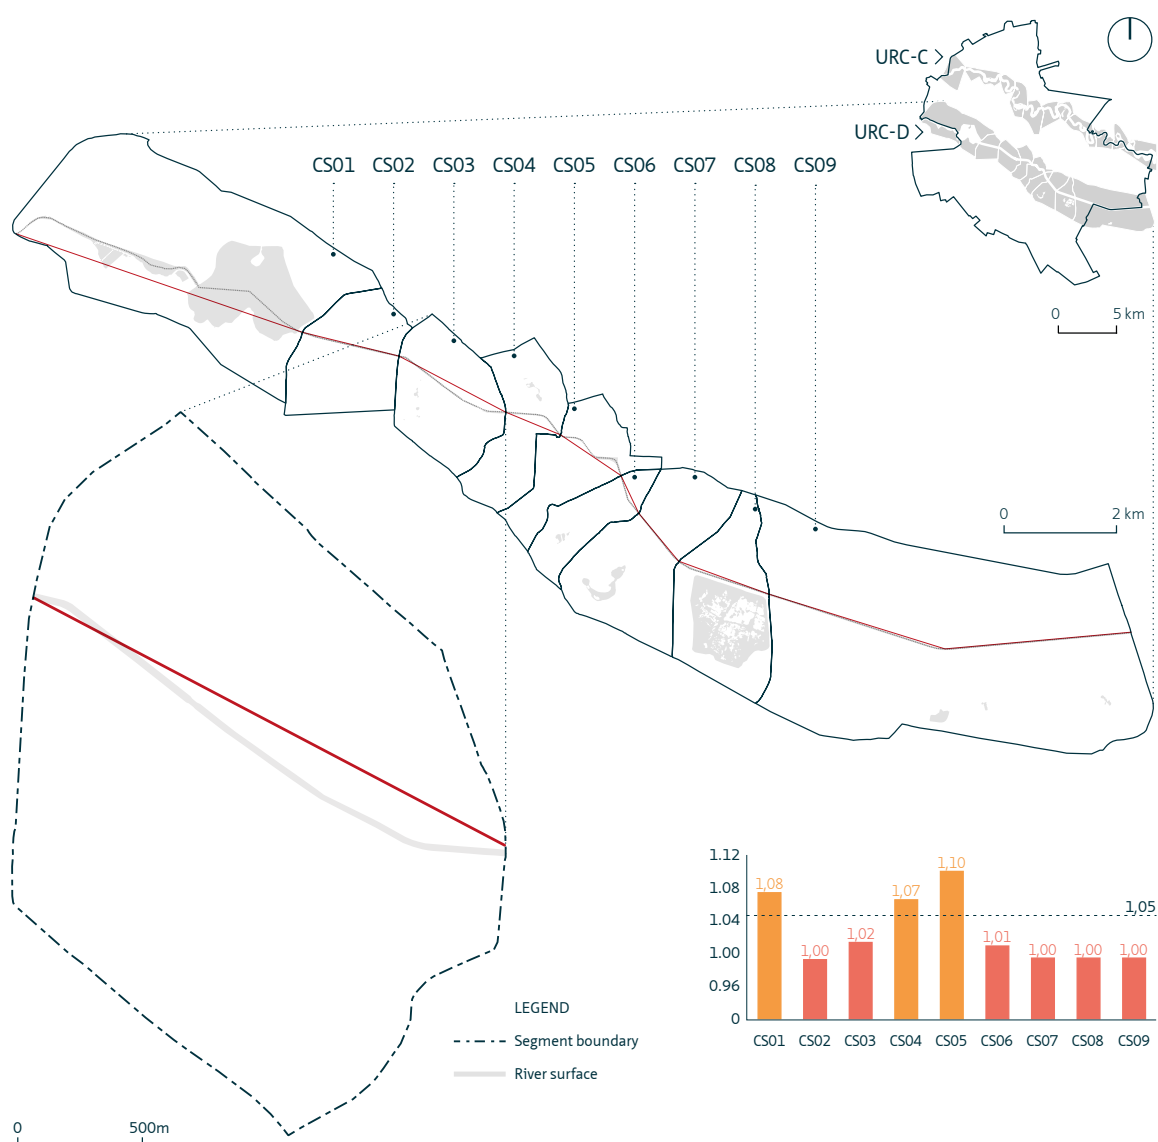 URC-C
URC-D
CS01 CS02 CS03 CS04 CS05 CS06 CS07 CS08 CS09
0 5 km
0 2 km
1.12
1.08
1.04
1.00
0.96
0
1,08
1,00
1,02
1,07
1,10
1,01
1,00
1,00
1,00
1,05
CS01 CS02 CS03 CS04 CS05 CS06 CS07 CS08 CS09
LEGEND
Segment boundary
River surface
0 500m